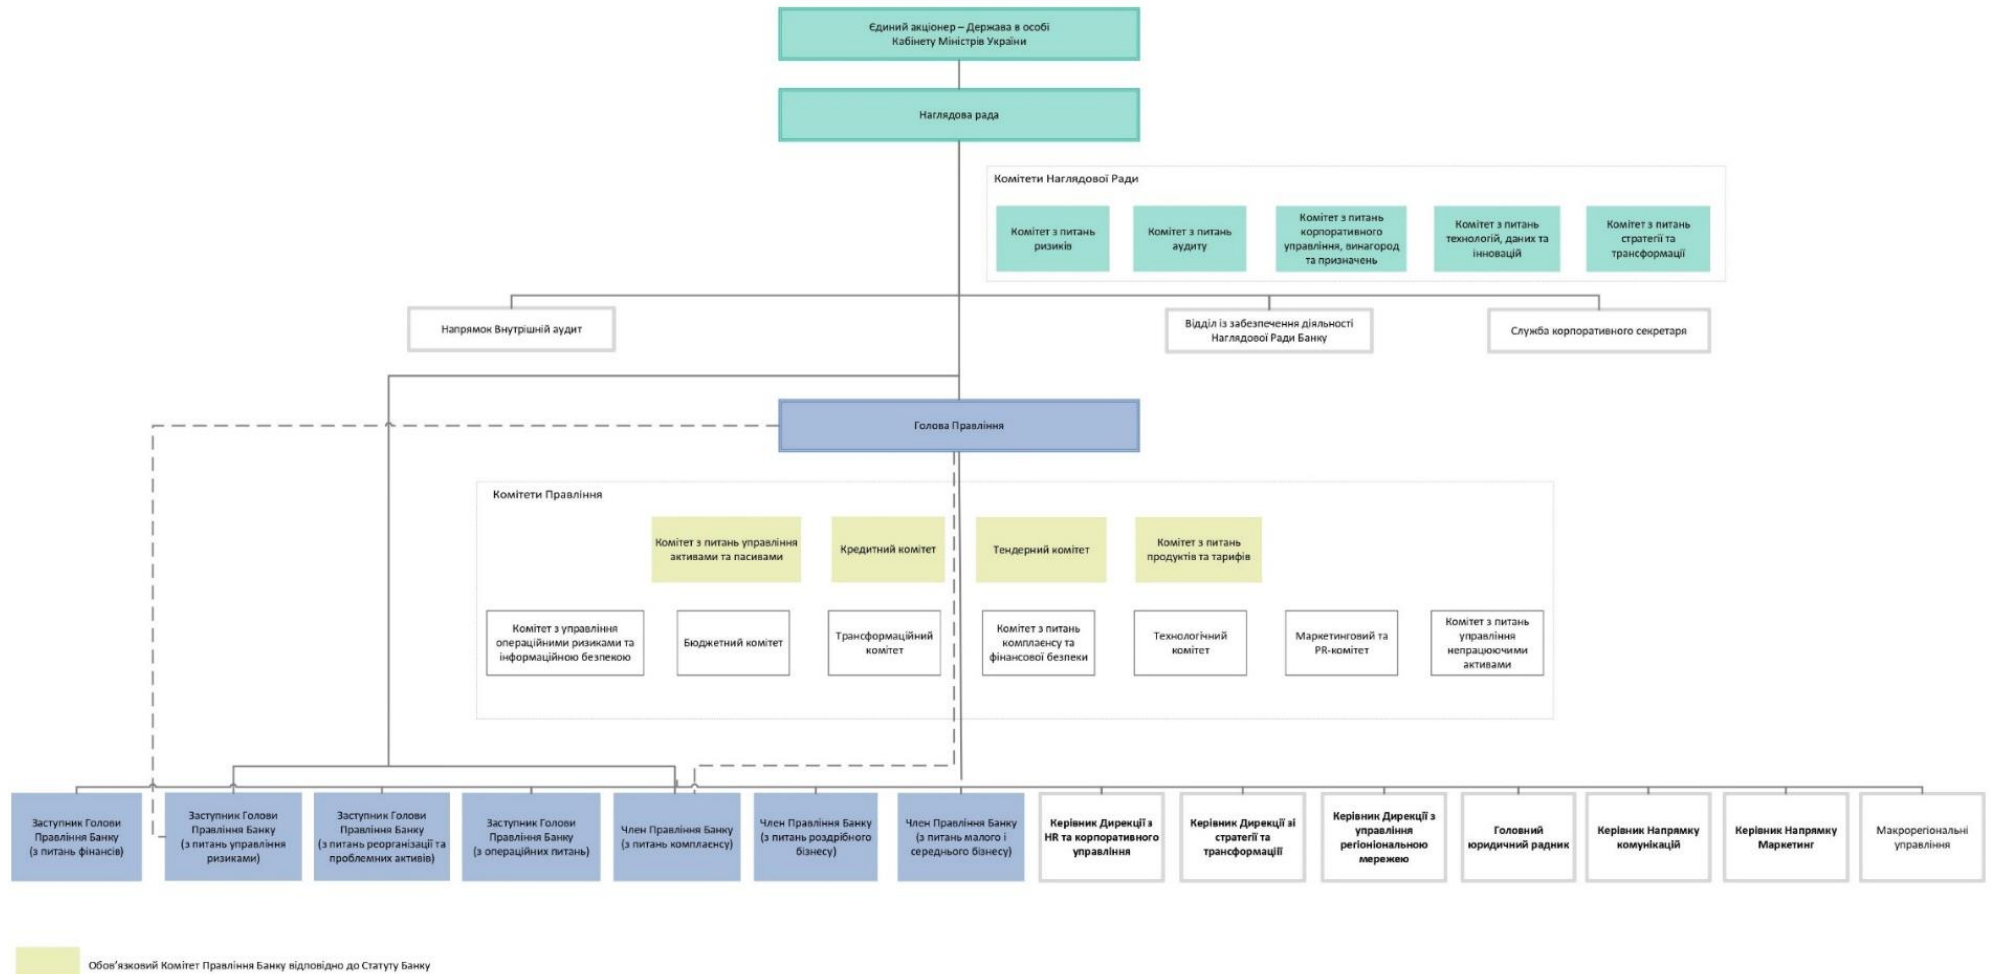 Єдиний акціонер – Держава в особі
Кабінету Міністрів України
Наглядова рада
Комітети Наглядової Ради
Комітет з питань
ризиків
Комітет з питань
аудиту
Комітет з питань
корпоративного
управління, винагород
та призначень
Комітет з питань
технологій, даних та
інновацій
Комітет з питань
стратегії та
трансформації
Напрямок Внутрішній аудит
Відділ із забезпечення діяльності
Наглядової Ради Банку
Служба корпоративного секретаря
Голова Правління
Комітети Правління
Комітет з питань управління
активами та пасивами
Кредитний комітет
Тендерний комітет
Комітет з питань
продуктів та тарифів
Комітет з управління
операційними ризиками та
інформаційною безпекою
Бюджетний комітет
Трансформаційний
комітет
Комітет з питань
комплаєнсу та
фінансової безпеки
Технологічний
комітет
Маркетинговий та
PR-комітет
Комітет з питань
управління
непрацюючими
активами
Заступник Голови
Правління Банку
(з питань фінансів)
Заступник Голови
Правління Банку
(з питань управління
ризиками)
Заступник Голови
Правління Банку
(з питань реорганізації та
проблемних активів)
Заступник Голови
Правління Банку
(з операційних питань)
Член Правління Банку
(з питань комплаєнсу)
Член Правління Банку
(з питань роздрібного
бізнесу)
Член Правління Банку
(з питань малого і
середнього бізнесу)
Керівник Дирекції з
HR та корпоративного
управління
Керівник Дирекції зі
стратегії та
трансформації
Керівник Дирекції з
управління
регіоніональною
мережею
Головний
юридичний радник
Керівник Напрямку
комунікацій
Керівник Напрямку
Маркетинг
Макрорегіональні
управління
Обов’язковий Комітет Правління Банку відповідно до Статуту Банку